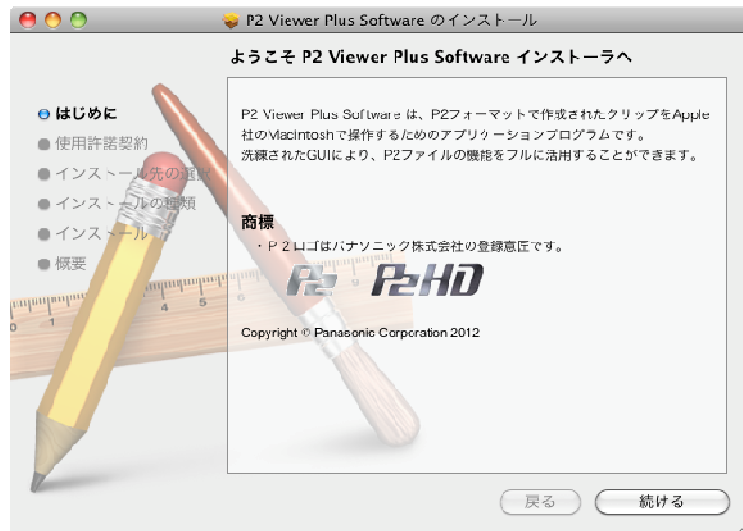 P2 Viewer Plus Software のインストール
ようこそ P2 Viewer Plus Software インストーラへ
はじめに
使用許諾契約
インストール先の選択
インストールの種類
インストール
概要
P2 Viewer Plus Software は、P2フォーマットで作成されたクリップをApple
社のMacintoshで操作するためのアプリケーションプログラムです。
洗練されたGUIにより、P2ファイルの機能をフルに活用することができます。
商標
・P2ロゴはパナソニック株式会社の登録意匠です。
P2 P2HD
Copyright © Panasonic Corporation 2012
0 1 4 5 6 9
戻る 続ける